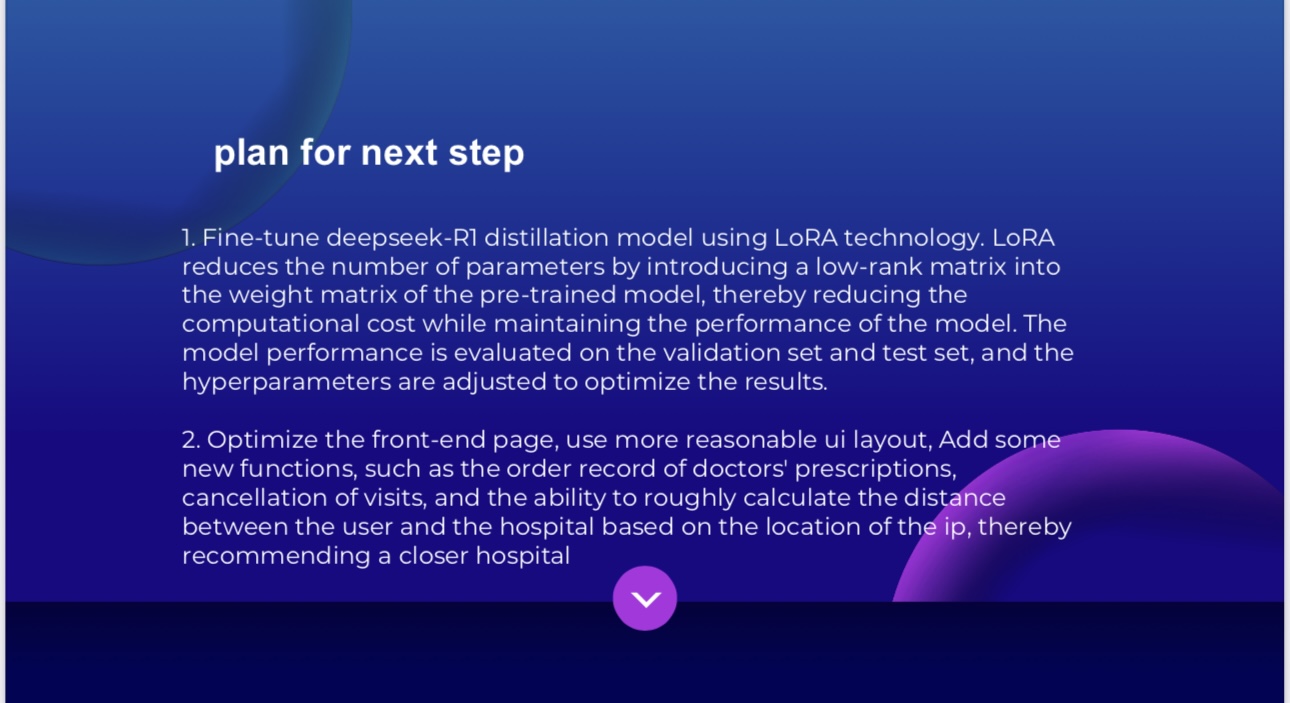 plan for next step
1. Fine-tune deepseek-R1 distillation model using LoRA technology. LoRA
reduces the number of parameters by introducing a low-rank matrix into
the weight matrix of the pre-trained model, thereby reducing the
computational cost while maintaining the performance of the model. The
model performance is evaluated on the validation set and test set, and the
hyperparameters are adjusted to optimize the results.
2. Optimize the front-end page, use more reasonable ui layout, Add some
new functions, such as the order record of doctors' prescriptions,
cancellation of visits, and the ability to roughly calculate the distance
between the user and the hospital based on the location of the ip, thereby
recommending a closer hospital